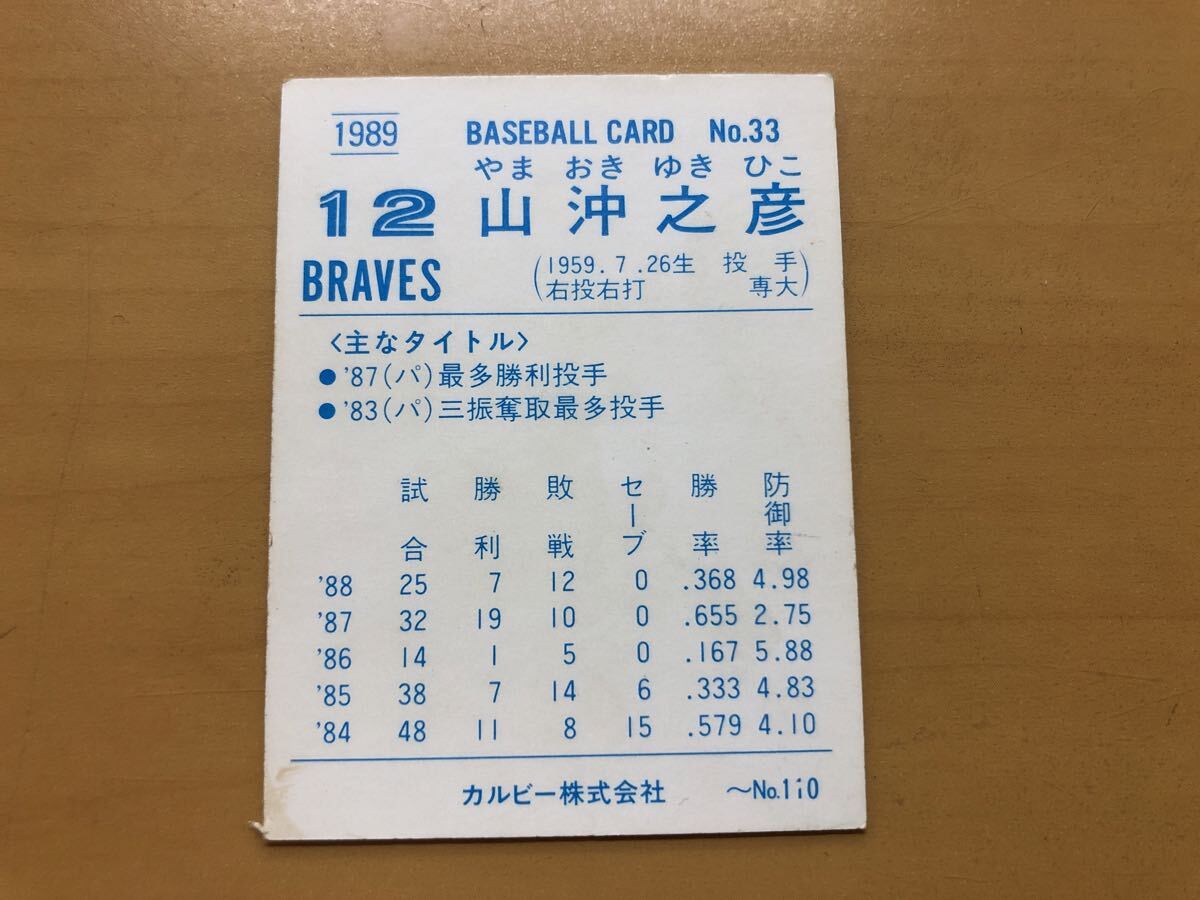 1989 BASEBALL CARD No.33
やま おき ゆき ひこ
12 山沖之彦
BRAVES (1959.7.26生 投手
右投右打 専大)
〈主なタイトル〉
●'87(パ)最多勝利投手
●'83(パ)三振奪取最多投手
試合 勝利 敗戦 セーブ 勝率 防御率
'88 25 7 12 0 .368 4.98
'87 32 19 10 0 .655 2.75
'86 14 1 5 0 .167 5.88
'85 38 7 14 6 .333 4.83
'84 48 11 8 15 .579 4.10
カルビー株式会社 〜No.110